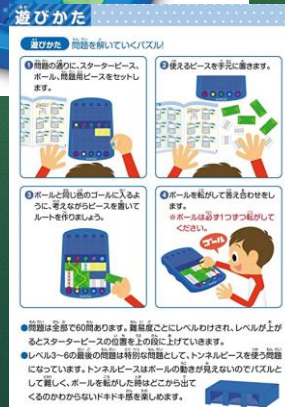 遊びかた
遊びかた 問題を解いていくパズル!
❶問題の通りに、スターターピース、
ボール、問題用ピースをセットし
ます。
❷使えるピースを手元に置きます。
❸ボールと同じ色のゴールに入るよ
うに、考えながらピースを置いて
ルートを作りましょう。
❹ボールを転がして答え合わせをし
ます。
※ボールは必ず1つずつ転がして
ください。
ゴール
●問題は全部で60問あります。難易度ごとにレベルわけされ、レベルが上が
るとスターターピースの位置を上の段に上げていきます。
●レベル3~6の最後の問題は特別な問題として、トンネルピースを使う問題
になっています。トンネルピースはボールの動きが見えないのでパズルと
して難しく、ボールを転がした時はどこから出て
くるのかわからないドキドキ感を楽しめます。